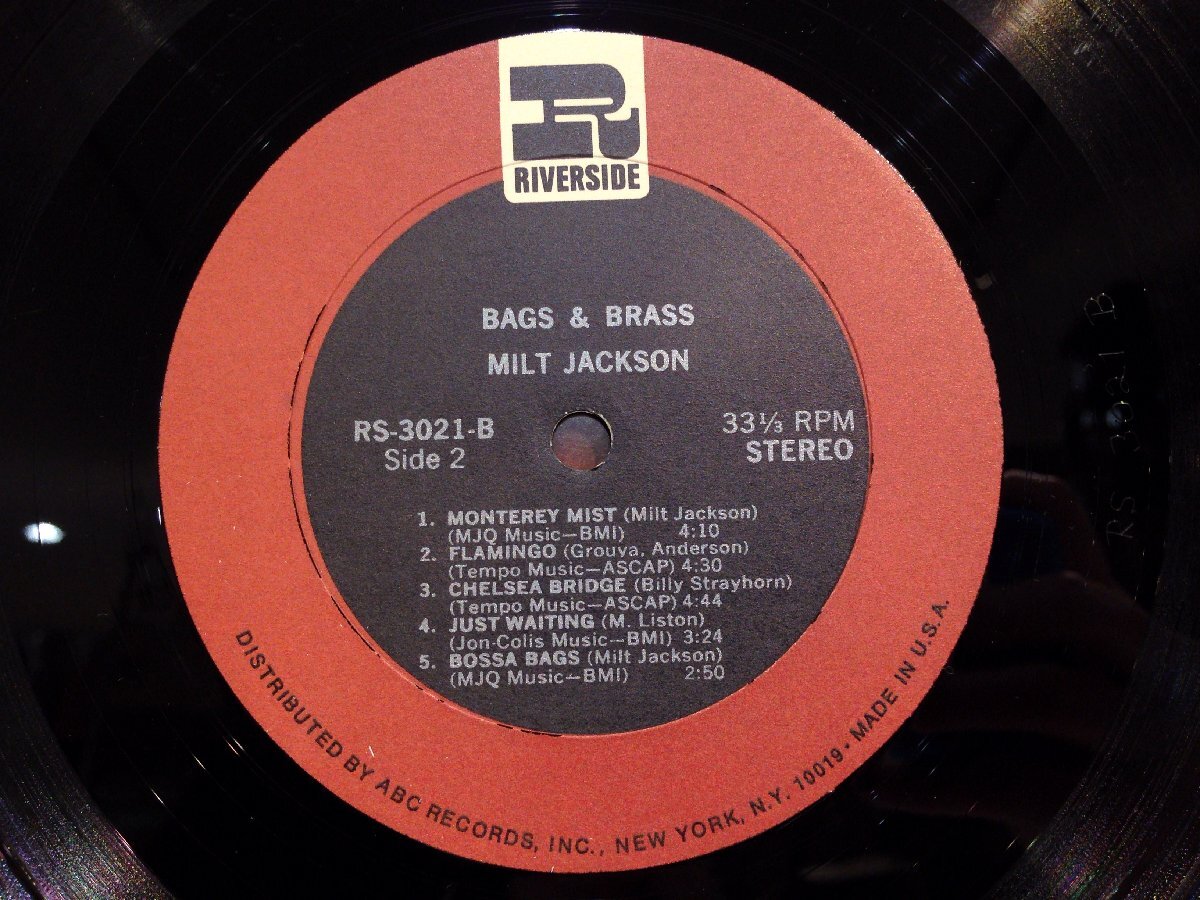 R
RIVERSIDE
BAGS & BRASS
MILT JACKSON
RS-3021-B
Side 2
33⅓ RPM
STEREO
1. MONTEREY MIST (Milt Jackson)
(MJQ Music—BMI) 4:10
2. FLAMINGO (Grouva, Anderson)
(Tempo Music—ASCAP) 4:30
3. CHELSEA BRIDGE (Billy Strayhorn)
(Tempo Music—ASCAP) 4:44
4. JUST WAITING (M. Liston)
(Jon-Colis Music—BMI) 3:24
5. BOSSA BAGS (Milt Jackson)
(MJQ Music—BMI) 2:50
DISTRIBUTED BY ABC RECORDS, INC., NEW YORK, N.Y. 10019 • MADE IN U.S.A.
RS 3021 B